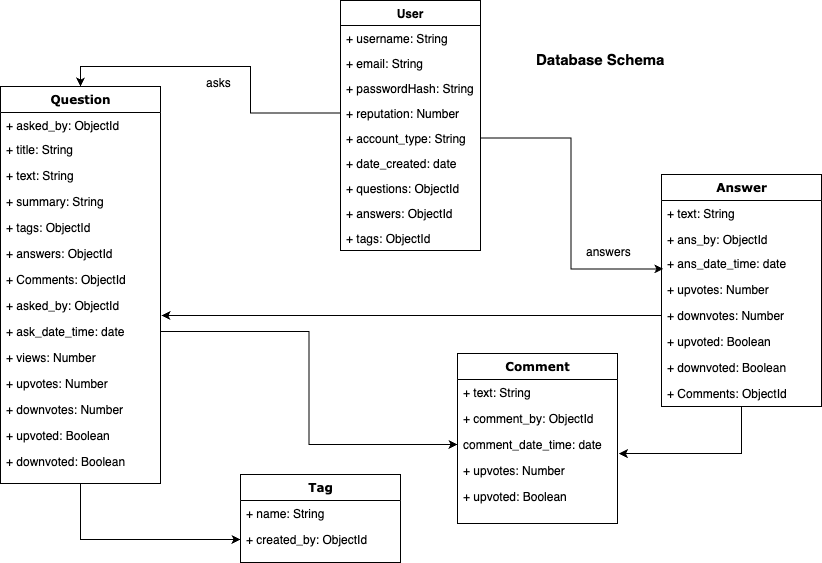 User
+ username: String
+ email: String
+ passwordHash: String
+ reputation: Number
+ account_type: String
+ date_created: date
+ questions: ObjectId
+ answers: ObjectId
+ tags: ObjectId
Database Schema
asks
Question
+ asked_by: ObjectId
+ title: String
+ text: String
+ summary: String
+ tags: ObjectId
+ answers: ObjectId
+ Comments: ObjectId
+ asked_by: ObjectId
+ ask_date_time: date
+ views: Number
+ upvotes: Number
+ downvotes: Number
+ upvoted: Boolean
+ downvoted: Boolean
answers
Answer
+ text: String
+ ans_by: ObjectId
+ ans_date_time: date
+ upvotes: Number
+ downvotes: Number
+ upvoted: Boolean
+ downvoted: Boolean
+ Comments: ObjectId
Comment
+ text: String
+ comment_by: ObjectId
comment_date_time: date
+ upvotes: Number
+ upvoted: Boolean
Tag
+ name: String
+ created_by: ObjectId